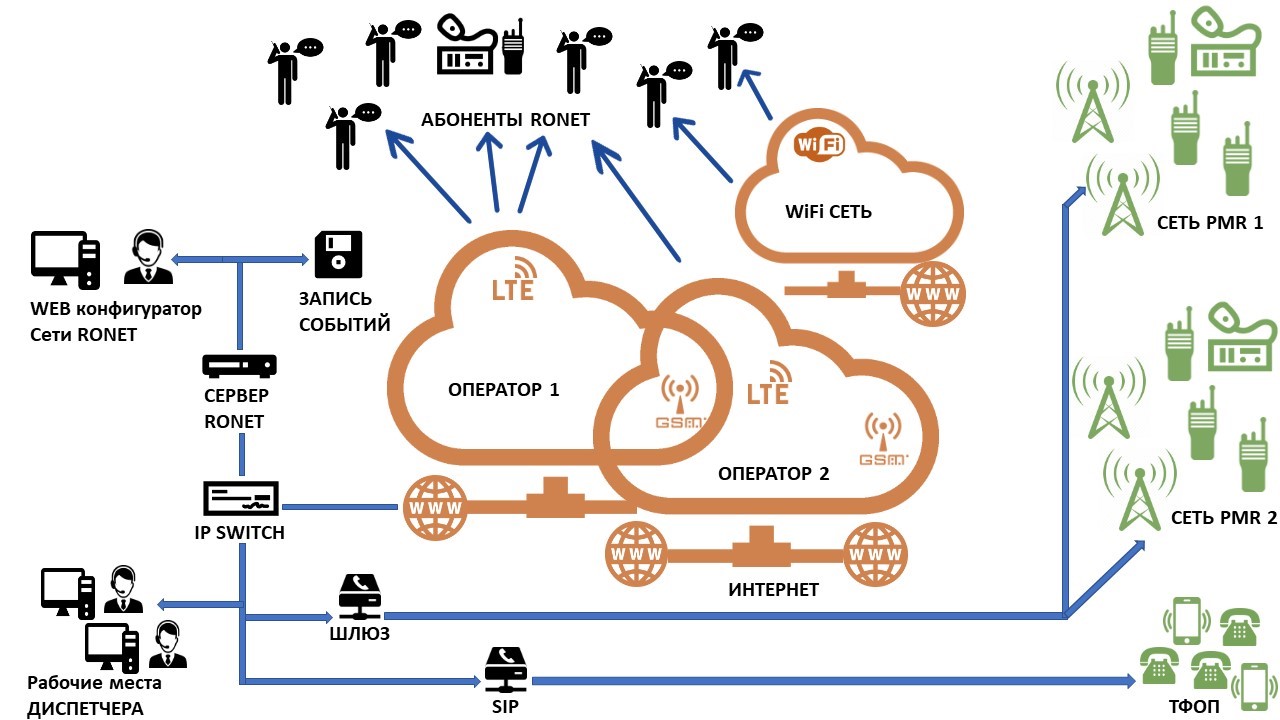 АБОНЕНТЫ RONET
WiFi
WiFi СЕТЬ
WWW
СЕТЬ PMR 1
WEB конфигуратор
Сети RONET
ЗАПИСЬ
СОБЫТИЙ
LTE
ОПЕРАТОР 1
GSM
LTE
GSM
ОПЕРАТОР 2
СЕРВЕР
RONET
IP SWITCH
WWW
WWW
WWW
ИНТЕРНЕТ
СЕТЬ PMR 2
ШЛЮЗ
Рабочие места
ДИСПЕТЧЕРА
SIP
ТФОП